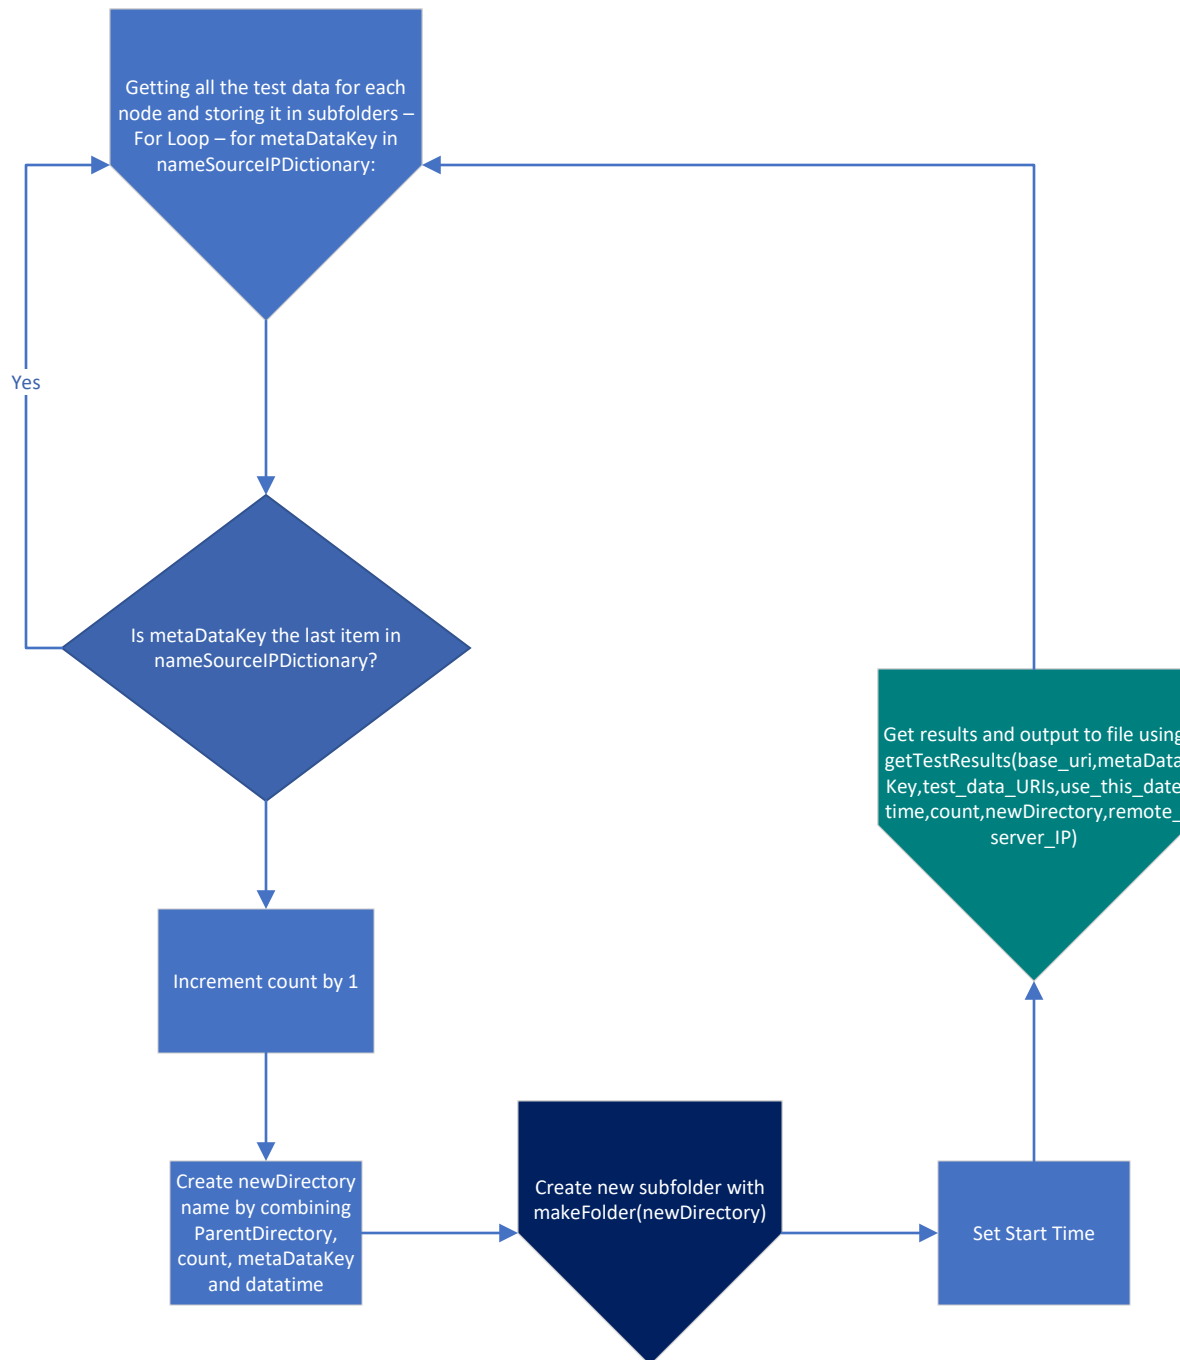 Getting all the test data for each
node and storing it in subfolders –
For Loop – for metaDataKey in
nameSourceIPDictionary:
Yes
Is metaDataKey the last item in
nameSourceIPDictionary?
Increment count by 1
Create newDirectory
name by combining
ParentDirectory,
count, metaDataKey
and datatime
Create new subfolder with
makeFolder(newDirectory)
Set Start Time
Get results and output to file using
getTestResults(base_uri,metaData
Key,test_data_URIs,use_this_date
time,count,newDirectory,remote_
server_IP)